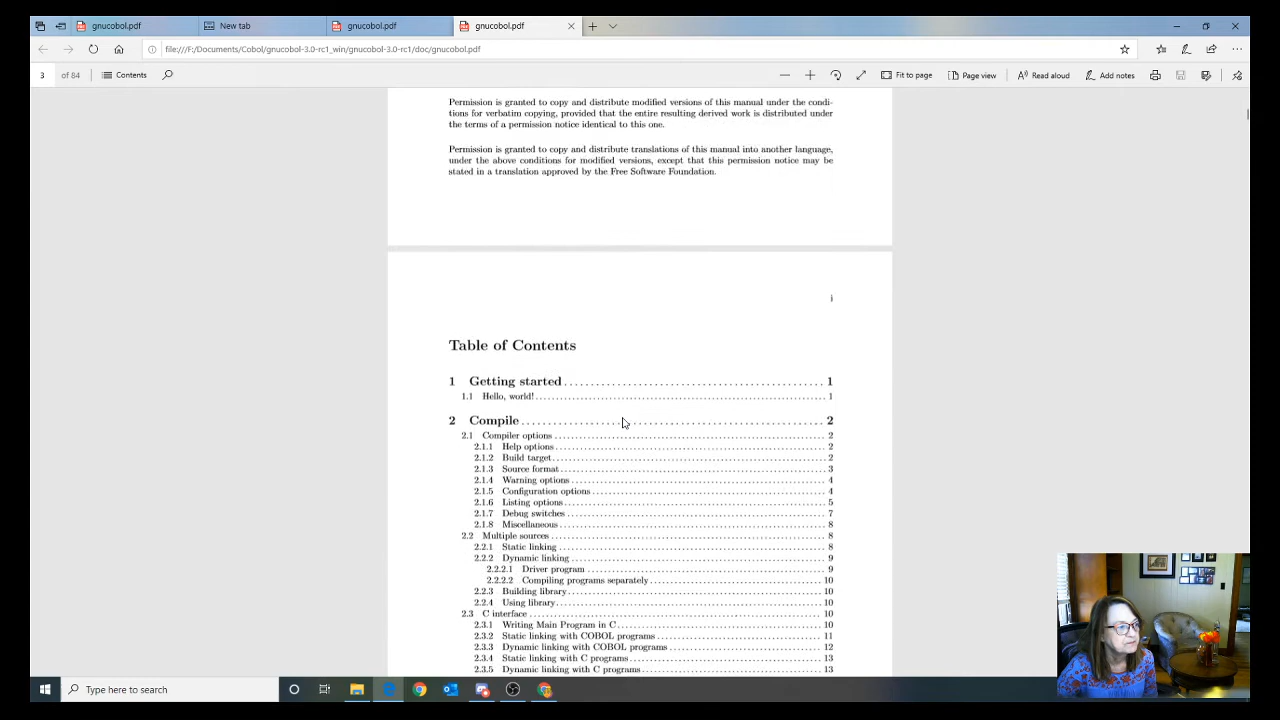 gnucobol.pdf
New tab
gnucobol.pdf
gnucobol.pdf
file:///F:/Documents/Cobol/gnucobol-3.0-rc1_win/gnucobol-3.0-rc1/doc/gnucobol.pdf
3 of 84 Contents Fit to page Page view Read aloud Add notes
Permission is granted to copy and distribute modified versions of this manual under the condi-
tions for verbatim copying, provided that the entire resulting derived work is distributed under
the terms of a permission notice identical to this one.
Permission is granted to copy and distribute translations of this manual into another language,
under the above conditions for modified versions, except that this permission notice may be
stated in a translation approved by the Free Software Foundation.
i
Table of Contents
1 Getting started 1
1.1 Hello, world! 1
2 Compile 2
2.1 Compiler options 2
2.1.1 Help options 2
2.1.2 Build target 2
2.1.3 Source format 3
2.1.4 Warning options 4
2.1.5 Configuration options 4
2.1.6 Listing options 5
2.1.7 Debug switches 7
2.1.8 Miscellaneous 8
2.2 Multiple sources 8
2.2.1 Static linking 8
2.2.2 Dynamic linking 9
2.2.2.1 Driver program 9
2.2.2.2 Compiling programs separately 10
2.2.3 Building library 10
2.2.4 Using library 10
2.3 C interface 10
2.3.1 Writing Main Program in C 10
2.3.2 Static linking with COBOL programs 11
2.3.3 Dynamic linking with COBOL programs 12
2.3.4 Static linking with C programs 13
2.3.5 Dynamic linking with C programs 13
Type here to search